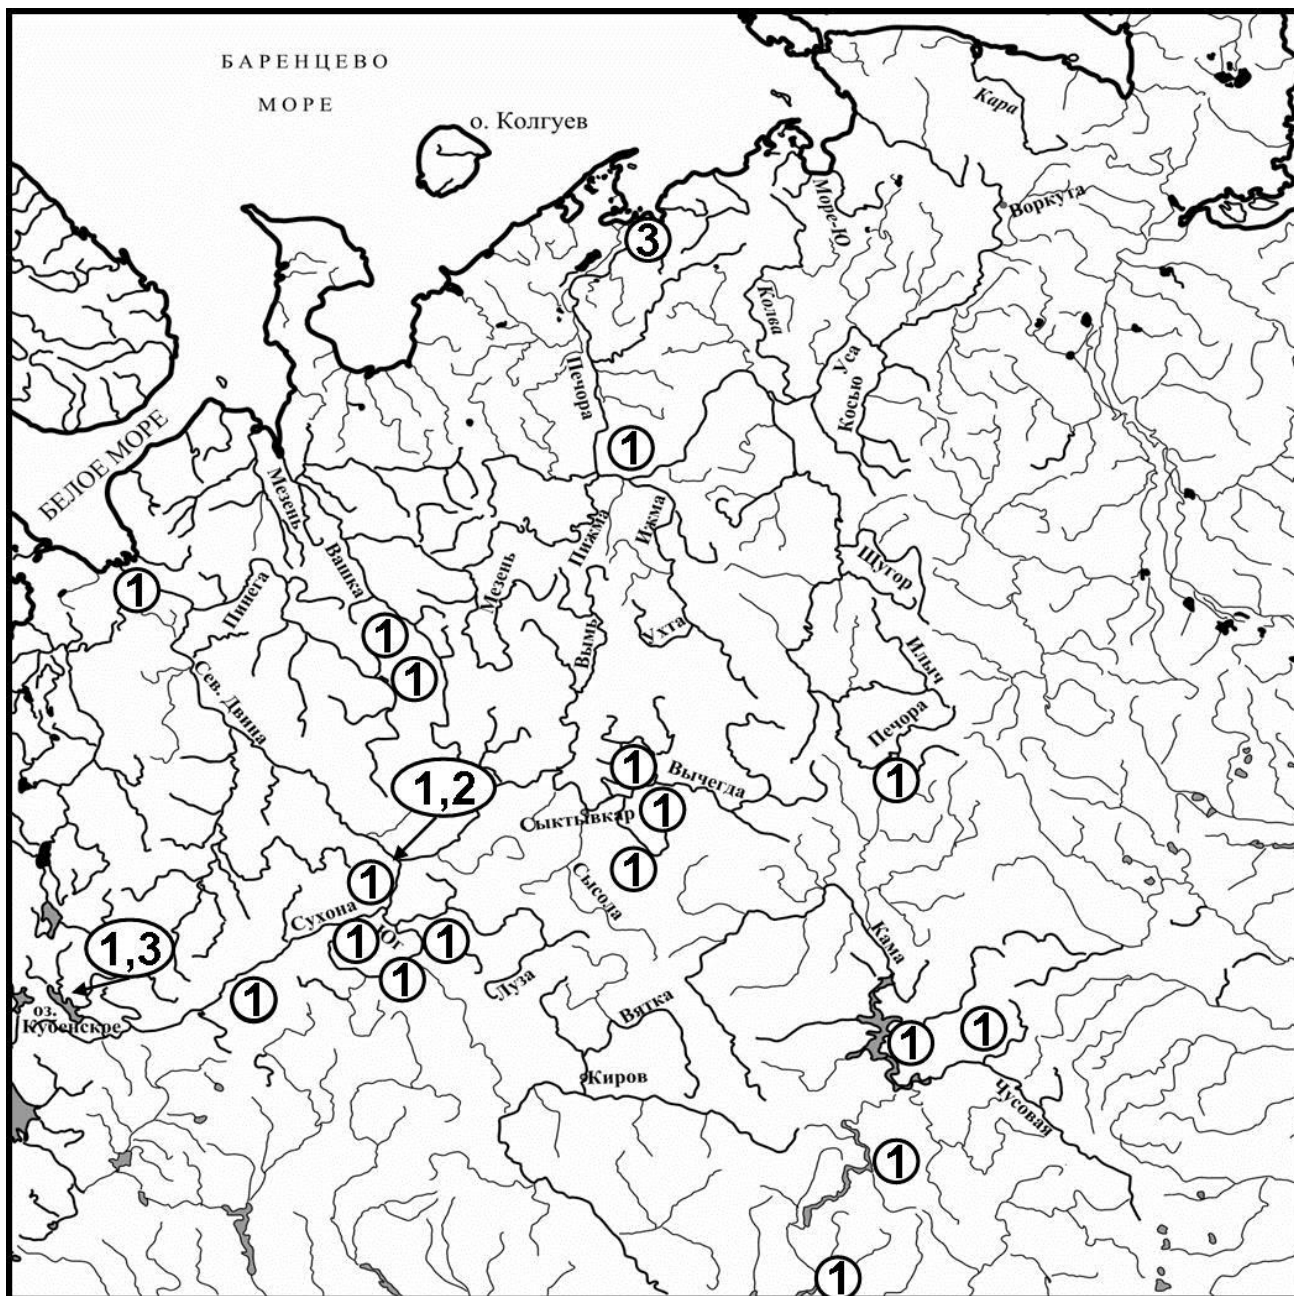 БАРЕНЦЕВО
МОРЕ
о. Колгуев
Кара
Воркута
Море-Ю
3
Колва
Уса
Косью
Печора
1
БЕЛОЕ МОРЕ
Мезень
Вашка
Мезень
Пижма
Ижма
Щугор
1
Пинега
1
1
Вымь
Ухта
Илыч
Сев. Двина
Печора
1
Вычегда
1
1,2
Сыктывкар
1
1
Сысола
1
Сухона
1
Юг
1
1
Луза
Кама
1,3
1
оз.
Кубенскре
Вятка
1
1
Киров
Чусовая
1
1